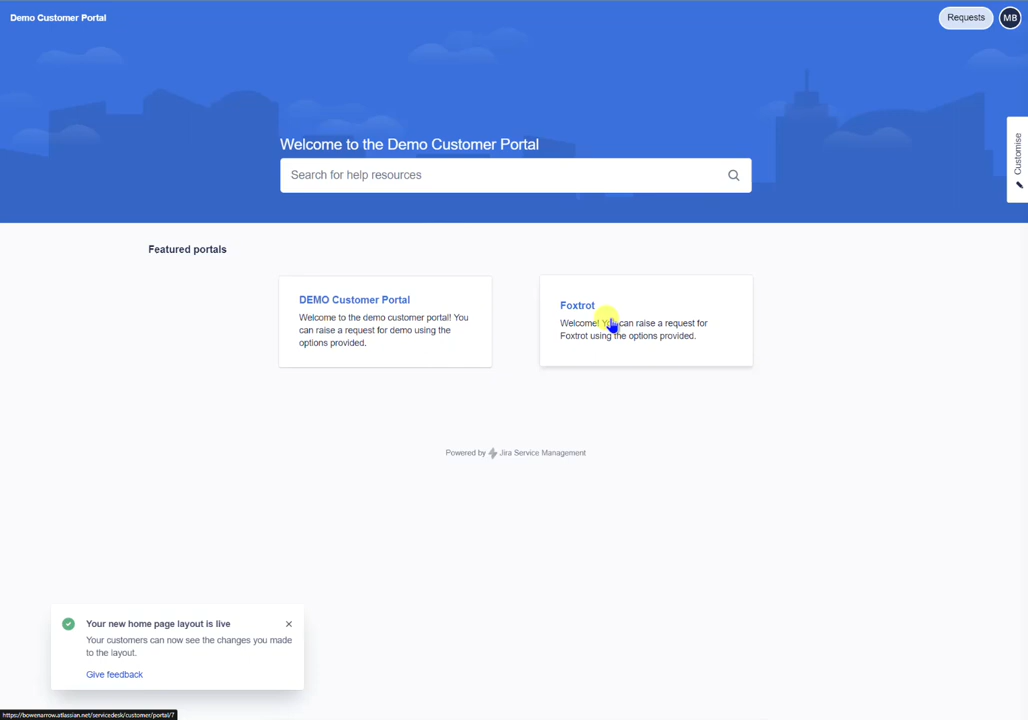 Demo Customer Portal
Requests
MB
Customise
Welcome to the Demo Customer Portal
Search for help resources
Featured portals
DEMO Customer Portal
Welcome to the demo customer portal! You
can raise a request for demo using the
options provided.
Foxtrot
Welcome! You can raise a request for
Foxtrot using the options provided.
Powered by Jira Service Management
Your new home page layout is live
Your customers can now see the changes you made
to the layout.
Give feedback
https://bowenarrow.atlassian.net/servicedesk/customer/portal/7